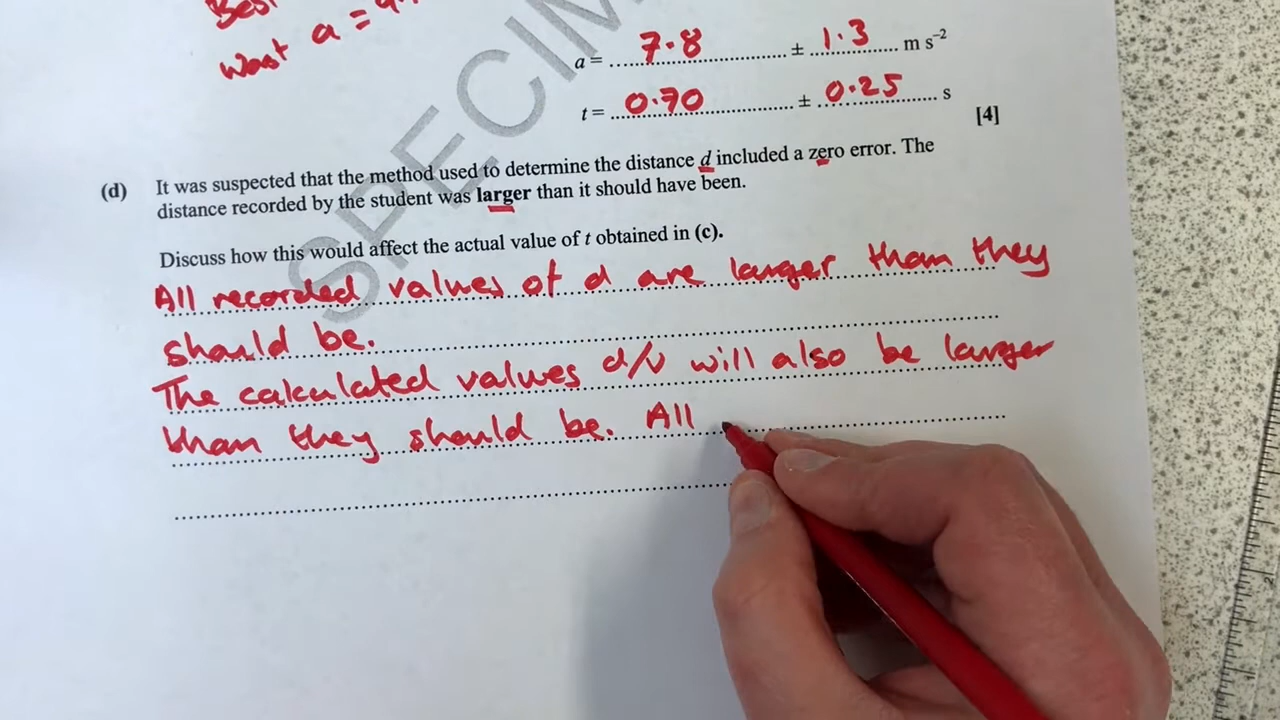 Best
Worst a =
SPECIM
a = 7.8 ± 1.3 m s⁻²
t = 0.70 ± 0.25 s
[4]
(d) It was suspected that the method used to determine the distance d included a zero error. The
distance recorded by the student was larger than it should have been.
Discuss how this would affect the actual value of t obtained in (c).
All recorded values of d are larger than they
should be.
The calculated values d/v will also be larger
than they should be. All